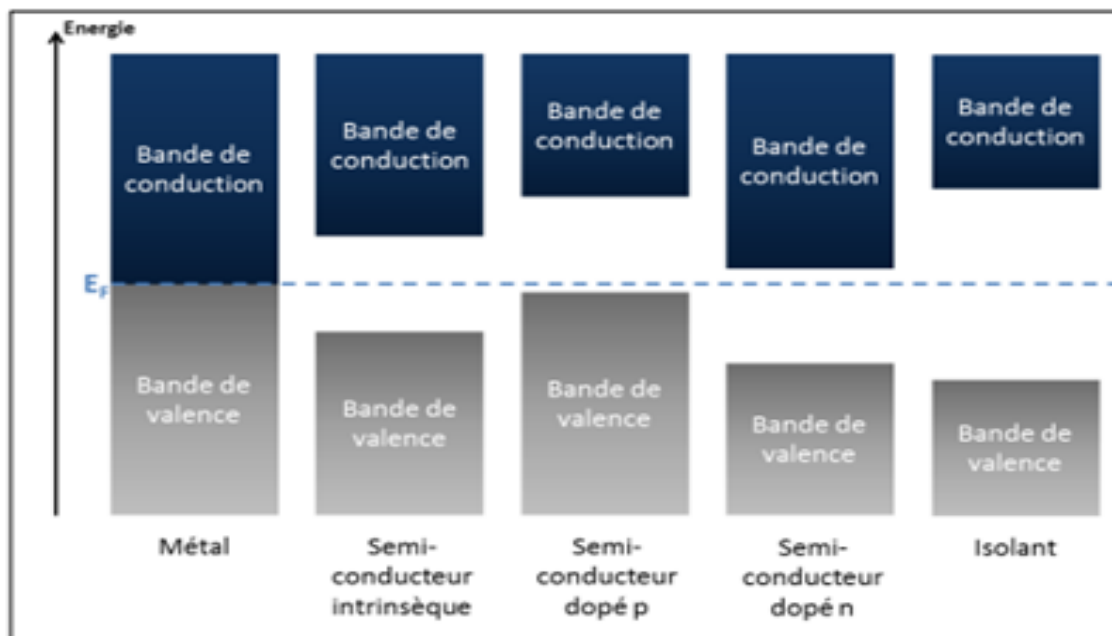 Energie
Bande de
conduction
Bande de
conduction
Bande de
conduction
Bande de
conduction
Bande de
conduction
E_F
Bande de
valence
Bande de
valence
Bande de
valence
Bande de
valence
Bande de
valence
Métal
Semi-
conducteur
intrinsèque
Semi-
conducteur
dopé p
Semi-
conducteur
dopé n
Isolant